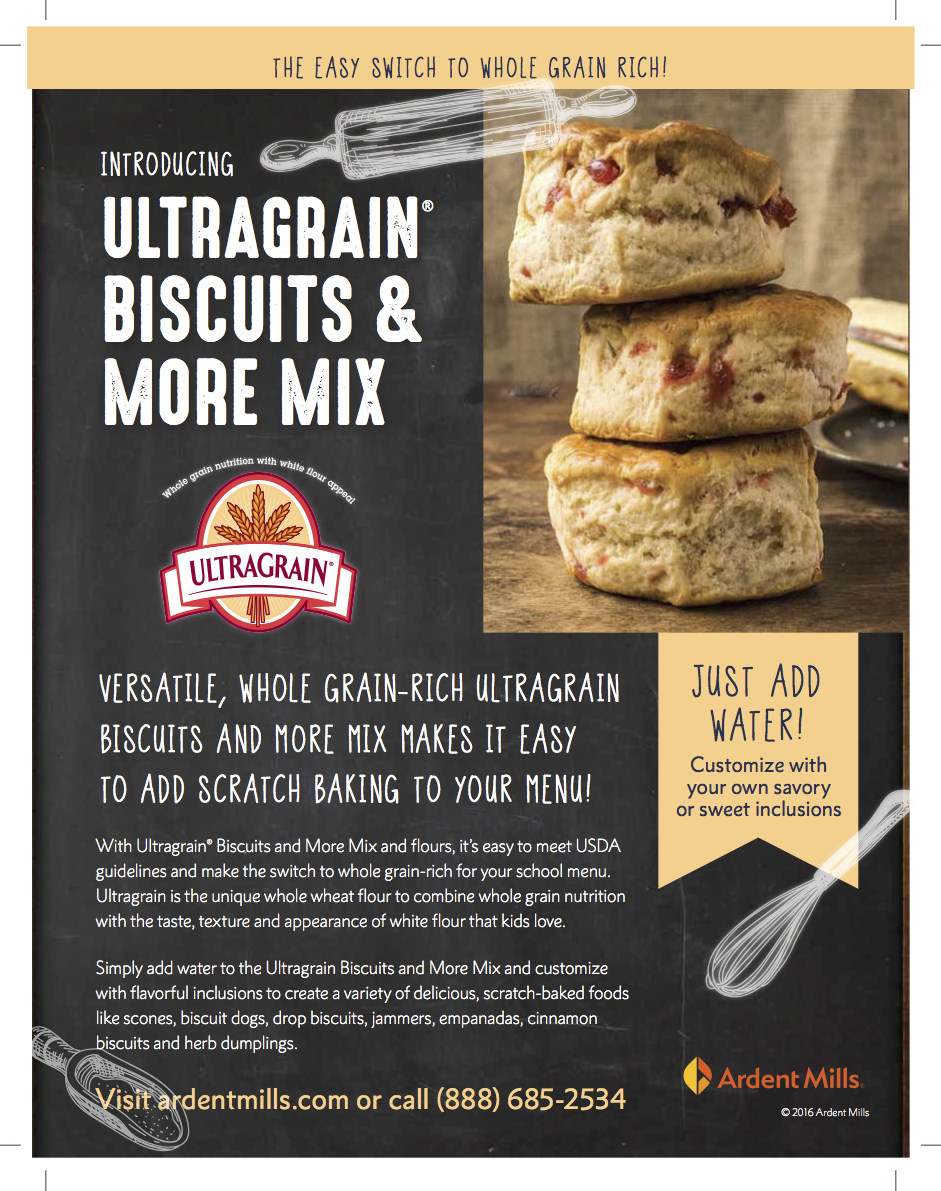 THE EASY SWITCH TO WHOLE GRAIN RICH!
INTRODUCING
ULTRAGRAIN®
BISCUITS &
MORE MIX
Whole grain nutrition with white flour appeal
ULTRAGRAIN®
VERSATILE, WHOLE GRAIN-RICH ULTRAGRAIN
BISCUITS AND MORE MIX MAKES IT EASY
TO ADD SCRATCH BAKING TO YOUR MENU!
JUST ADD
WATER!
Customize with
your own savory
or sweet inclusions
With Ultragrain® Biscuits and More Mix and flours, it's easy to meet USDA
guidelines and make the switch to whole grain-rich for your school menu.
Ultragrain is the unique whole wheat flour to combine whole grain nutrition
with the taste, texture and appearance of white flour that kids love.
Simply add water to the Ultragrain Biscuits and More Mix and customize
with flavorful inclusions to create a variety of delicious, scratch-baked foods
like scones, biscuit dogs, drop biscuits, jammers, empanadas, cinnamon
biscuits and herb dumplings.
Visit ardentmills.com or call (888) 685-2534
Ardent Mills
© 2016 Ardent Mills